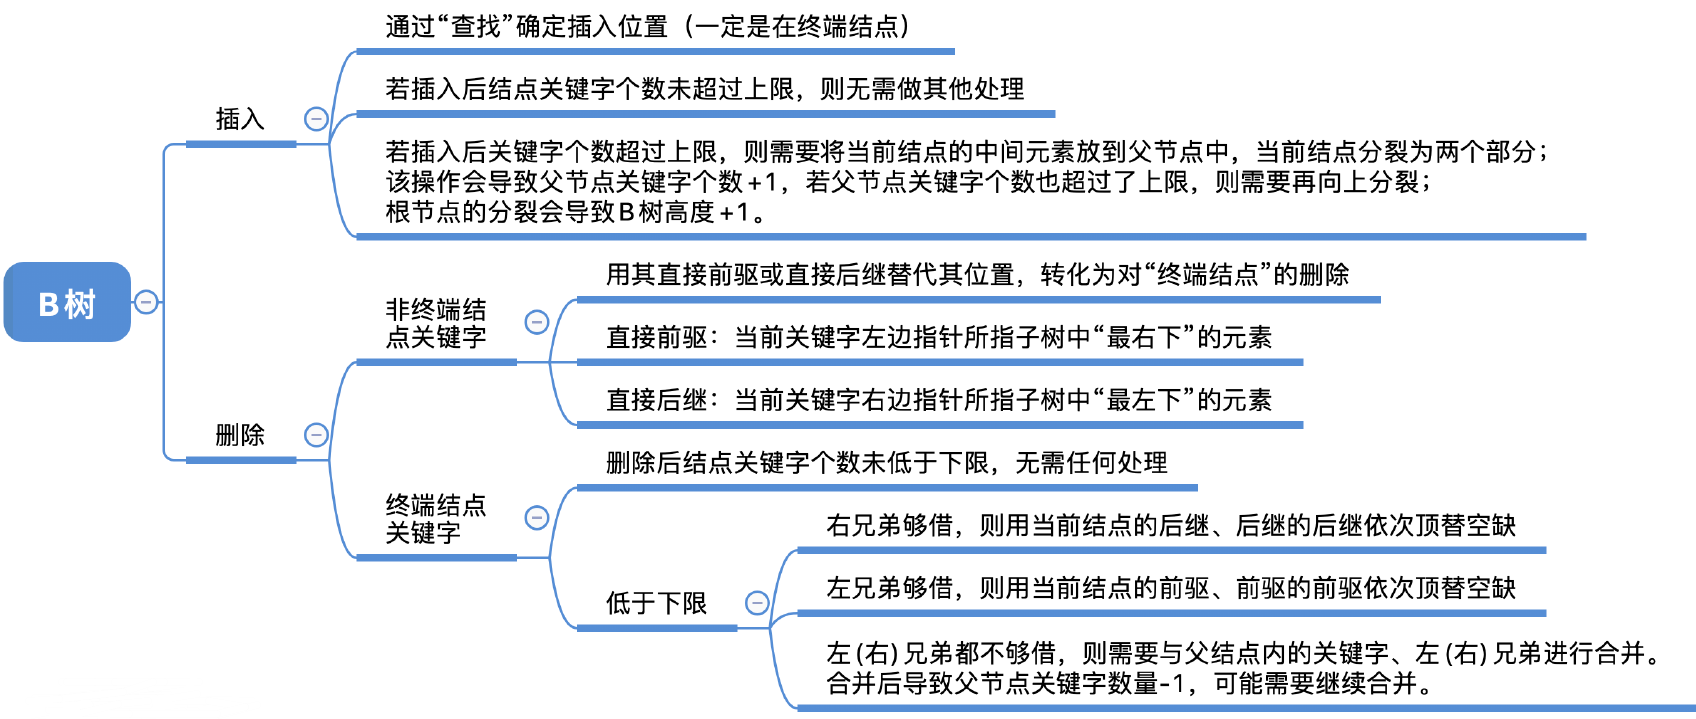 通过“查找”确定插入位置（一定是在终端结点）
若插入后结点关键字个数未超过上限，则无需做其他处理
插入
若插入后关键字个数超过上限，则需要将当前结点的中间元素放到父节点中，当前结点分裂为两个部分；
该操作会导致父节点关键字个数+1，若父节点关键字个数也超过了上限，则需要再向上分裂；
根节点的分裂会导致B树高度+1。
B树
用其直接前驱或直接后继替代其位置，转化为对“终端结点”的删除
非终端结
点关键字
直接前驱：当前关键字左边指针所指子树中“最右下”的元素
直接后继：当前关键字右边指针所指子树中“最左下”的元素
删除
删除后结点关键字个数未低于下限，无需任何处理
终端结点
关键字
右兄弟够借，则用当前结点的后继、后继的后继依次顶替空缺
低于下限
左兄弟够借，则用当前结点的前驱、前驱的前驱依次顶替空缺
左(右)兄弟都不够借，则需要与父结点内的关键字、左(右)兄弟进行合并。
合并后导致父节点关键字数量-1，可能需要继续合并。